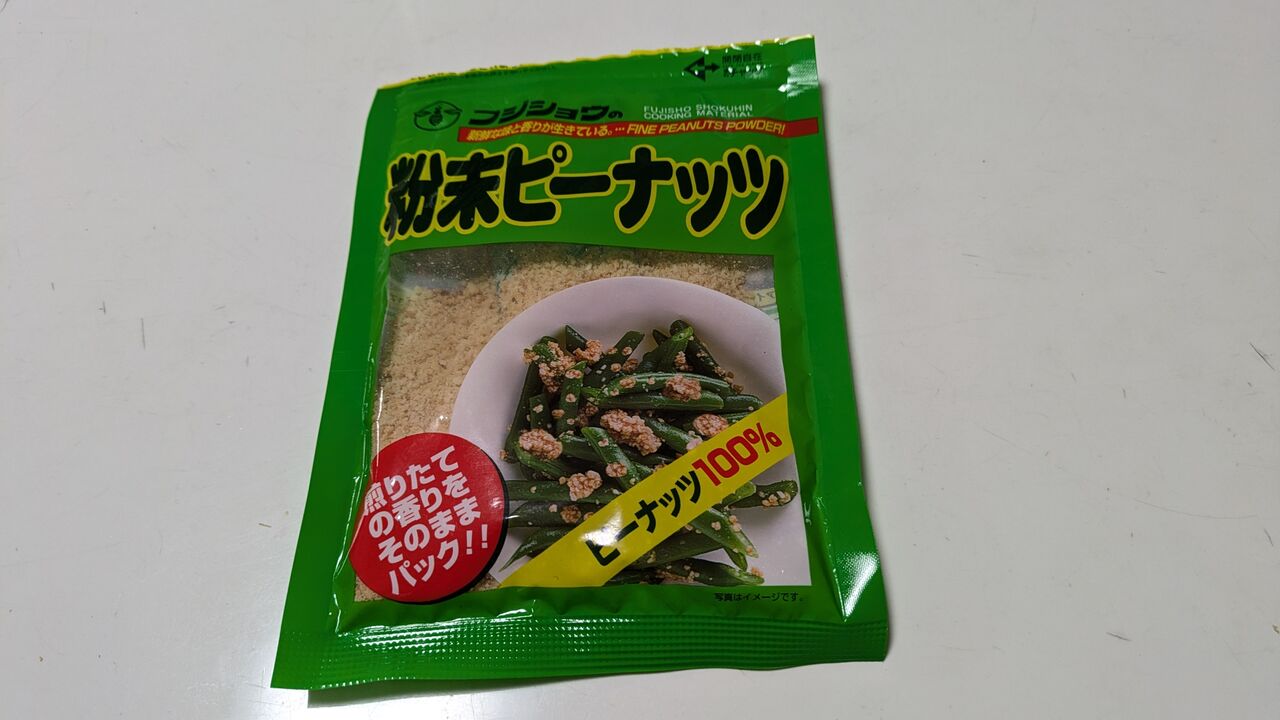 開閉自在
フジショウの
FUJISHO SHOKUHIN
COOKING MATERIAL
新鮮な味と香りが生きている。… FINE PEANUTS POWDER!
粉末ピーナッツ
煎りたて
の香りを
そのまま
パック!!
ピーナッツ100%
写真はイメージです。